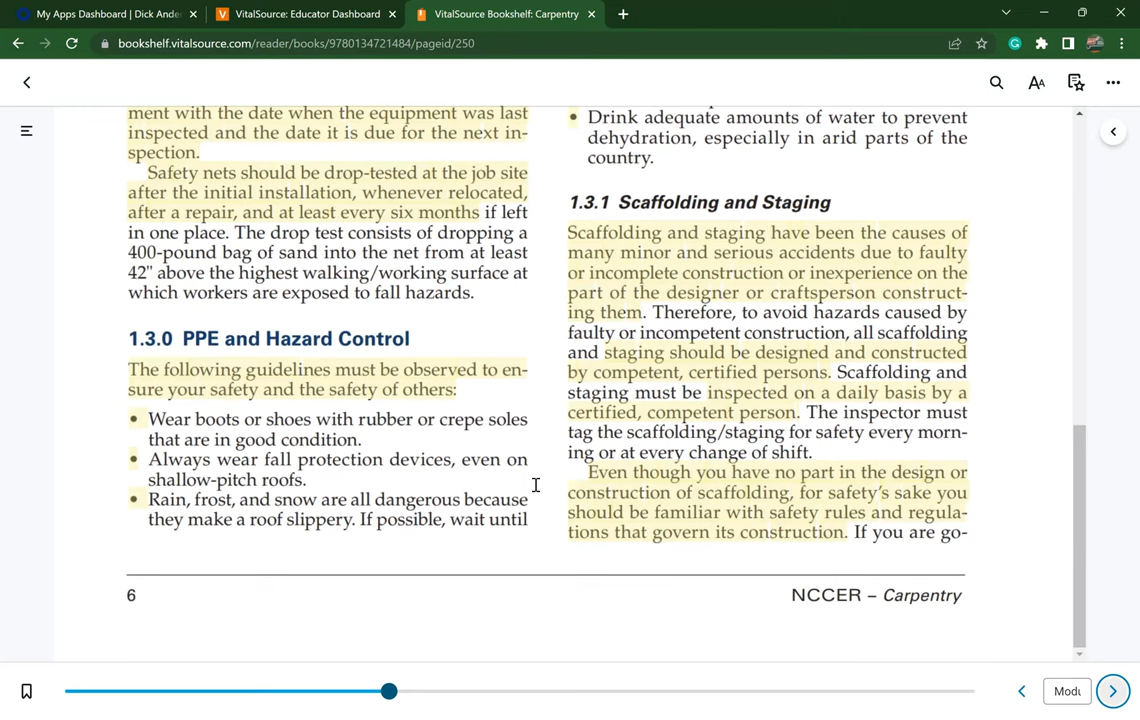 My Apps Dashboard | Dick Ande
VitalSource: Educator Dashboard
VitalSource Bookshelf: Carpentry
bookshelf.vitalsource.com/reader/books/9780134721484/pageid/250
ment with the date when the equipment was last
inspected and the date it is due for the next in-
spection.
Safety nets should be drop-tested at the job site
after the initial installation, whenever relocated,
after a repair, and at least every six months if left
in one place. The drop test consists of dropping a
400-pound bag of sand into the net from at least
42" above the highest walking/working surface at
which workers are exposed to fall hazards.
1.3.0 PPE and Hazard Control
The following guidelines must be observed to en-
sure your safety and the safety of others:
• Wear boots or shoes with rubber or crepe soles
that are in good condition.
• Always wear fall protection devices, even on
shallow-pitch roofs.
• Rain, frost, and snow are all dangerous because
they make a roof slippery. If possible, wait until
• Drink adequate amounts of water to prevent
dehydration, especially in arid parts of the
country.
1.3.1 Scaffolding and Staging
Scaffolding and staging have been the causes of
many minor and serious accidents due to faulty
or incomplete construction or inexperience on the
part of the designer or craftsperson construct-
ing them. Therefore, to avoid hazards caused by
faulty or incompetent construction, all scaffolding
and staging should be designed and constructed
by competent, certified persons. Scaffolding and
staging must be inspected on a daily basis by a
certified, competent person. The inspector must
tag the scaffolding/staging for safety every morn-
ing or at every change of shift.
Even though you have no part in the design or
construction of scaffolding, for safety's sake you
should be familiar with safety rules and regula-
tions that govern its construction. If you are go-
6
NCCER – Carpentry
Modu